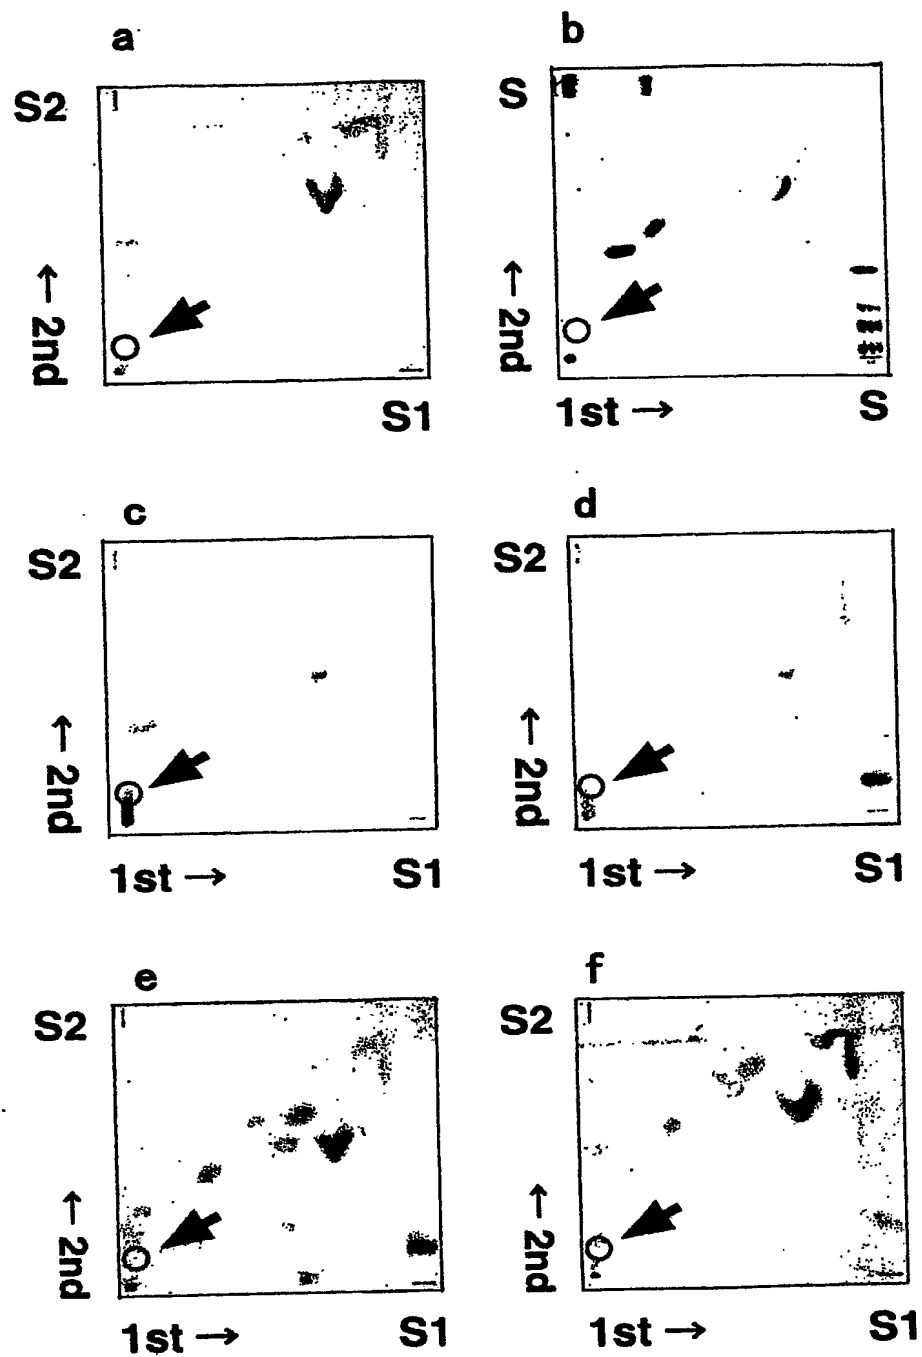 a
b
S2
S
← 2nd
← 2nd
S1
1st →
S
c
d
S2
S2
← 2nd
← 2nd
1st →
S1
1st →
S1
e
f
S2
S2
← 2nd
← 2nd
1st →
S1
1st →
S1